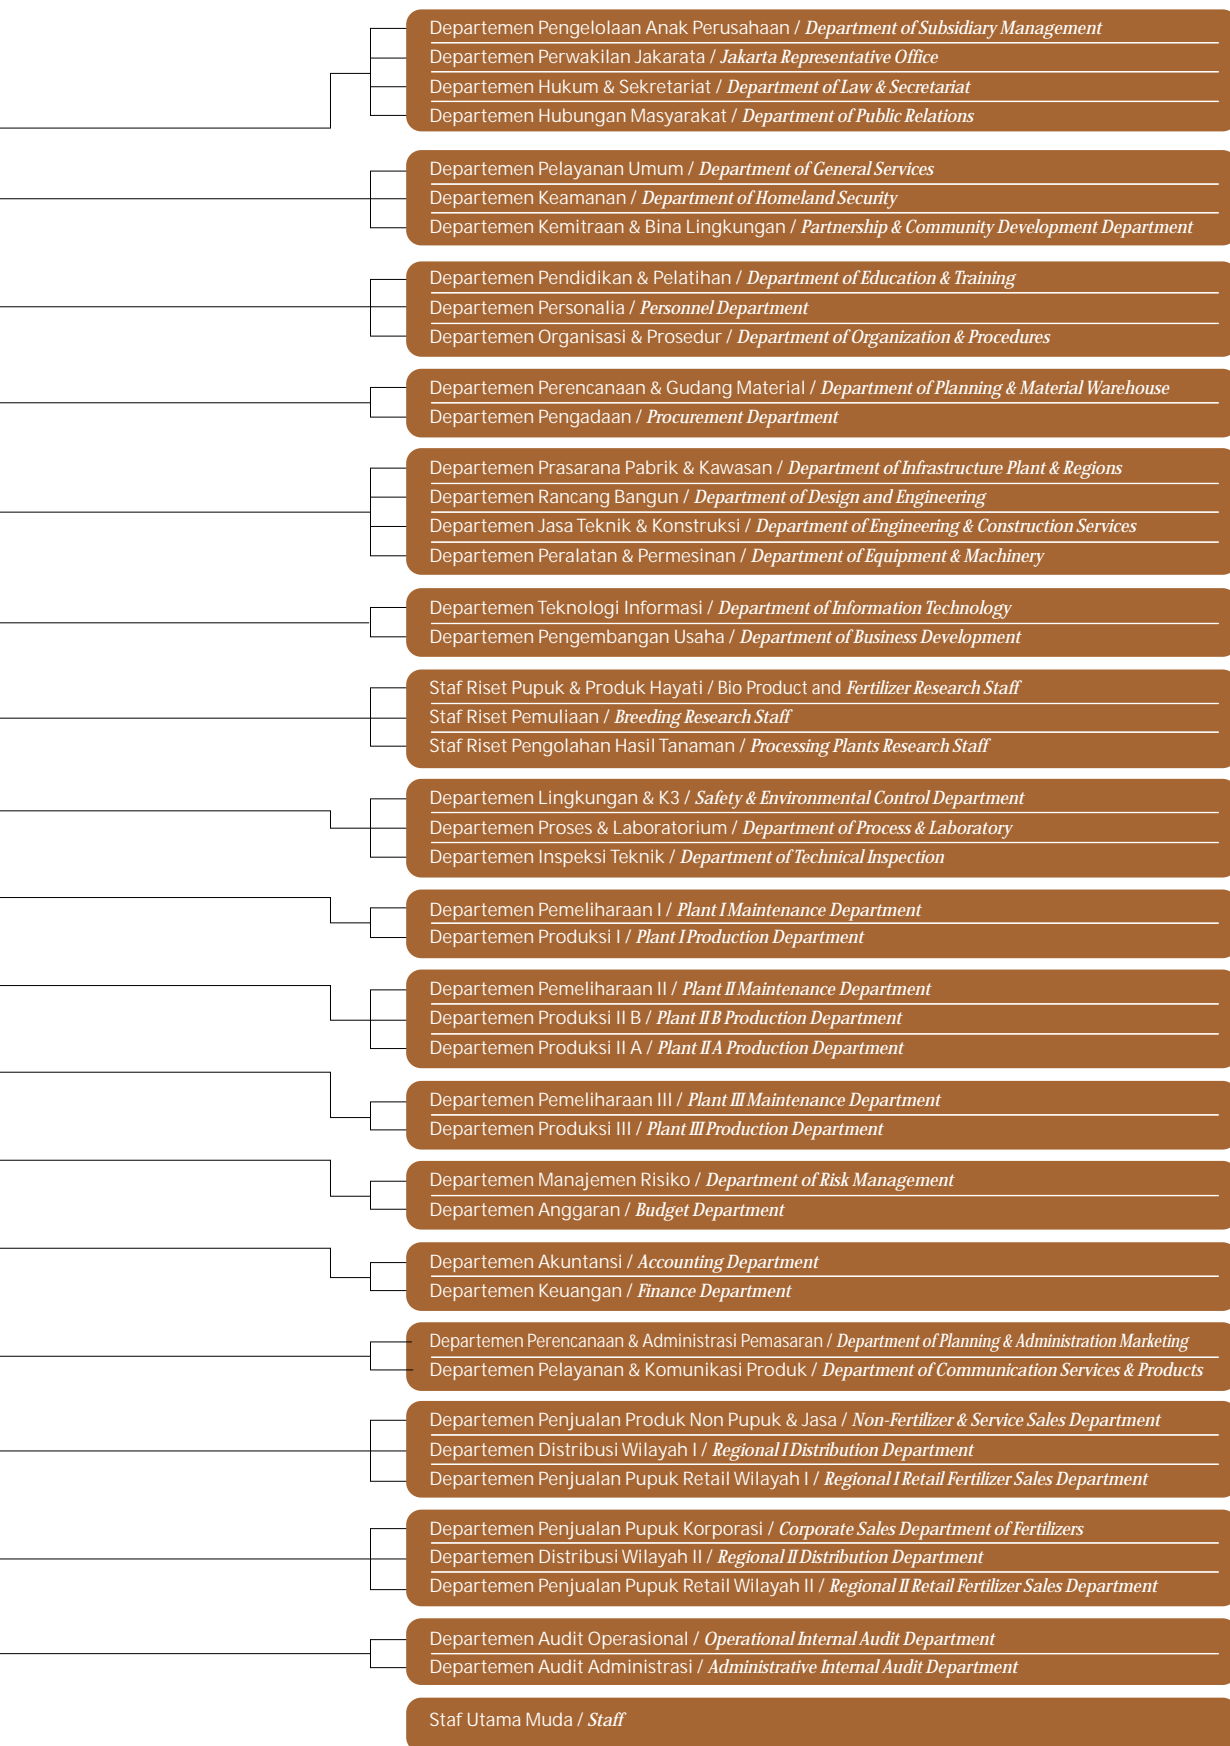 Departemen Pengelolaan Anak Perusahaan / Department of Subsidiary Management
Departemen Perwakilan Jakarata / Jakarta Representative Office
Departemen Hukum & Sekretariat / Department of Law & Secretariat
Departemen Hubungan Masyarakat / Department of Public Relations
Departemen Pelayanan Umum / Department of General Services
Departemen Keamanan / Department of Homeland Security
Departemen Kemitraan & Bina Lingkungan / Partnership & Community Development Department
Departemen Pendidikan & Pelatihan / Department of Education & Training
Departemen Personalia / Personnel Department
Departemen Organisasi & Prosedur / Department of Organization & Procedures
Departemen Perencanaan & Gudang Material / Department of Planning & Material Warehouse
Departemen Pengadaan / Procurement Department
Departemen Prasarana Pabrik & Kawasan / Department of Infrastructure Plant & Regions
Departemen Rancang Bangun / Department of Design and Engineering
Departemen Jasa Teknik & Konstruksi / Department of Engineering & Construction Services
Departemen Peralatan & Permesinan / Department of Equipment & Machinery
Departemen Teknologi Informasi / Department of Information Technology
Departemen Pengembangan Usaha / Department of Business Development
Staf Riset Pupuk & Produk Hayati / Bio Product and Fertilizer Research Staff
Staf Riset Pemuliaan / Breeding Research Staff
Staf Riset Pengolahan Hasil Tanaman / Processing Plants Research Staff
Departemen Lingkungan & K3 / Safety & Environmental Control Department
Departemen Proses & Laboratorium / Department of Process & Laboratory
Departemen Inspeksi Teknik / Department of Technical Inspection
Departemen Pemeliharaan I / Plant I Maintenance Department
Departemen Produksi I / Plant I Production Department
Departemen Pemeliharaan II / Plant II Maintenance Department
Departemen Produksi II B / Plant II B Production Department
Departemen Produksi II A / Plant II A Production Department
Departemen Pemeliharaan III / Plant III Maintenance Department
Departemen Produksi III / Plant III Production Department
Departemen Manajemen Risiko / Department of Risk Management
Departemen Anggaran / Budget Department
Departemen Akuntansi / Accounting Department
Departemen Keuangan / Finance Department
Departemen Perencanaan & Administrasi Pemasaran / Department of Planning & Administration Marketing
Departemen Pelayanan & Komunikasi Produk / Department of Communication Services & Products
Departemen Penjualan Produk Non Pupuk & Jasa / Non-Fertilizer & Service Sales Department
Departemen Distribusi Wilayah I / Regional I Distribution Department
Departemen Penjualan Pupuk Retail Wilayah I / Regional I Retail Fertilizer Sales Department
Departemen Penjualan Pupuk Korporasi / Corporate Sales Department of Fertilizers
Departemen Distribusi Wilayah II / Regional II Distribution Department
Departemen Penjualan Pupuk Retail Wilayah II / Regional II Retail Fertilizer Sales Department
Departemen Audit Operasional / Operational Internal Audit Department
Departemen Audit Administrasi / Administrative Internal Audit Department
Staf Utama Muda / Staff